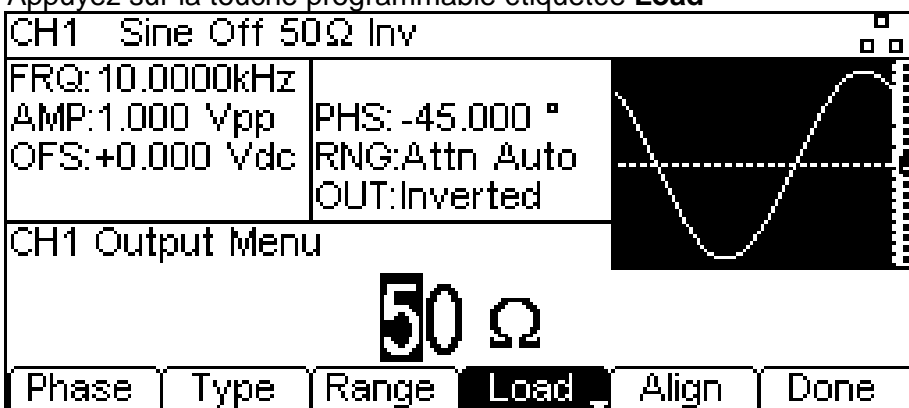 Appuyez sur la touche programmable étiquetée Load
CH1 Sine Off 50Ω Inv
FRQ:10.0000kHz
AMP:1.000 Vpp
OFS:+0.000 Vdc
PHS:-45.000 °
RNG:Attn Auto
OUT:Inverted
CH1 Output Menu
50 Ω
Phase Type Range Load Align Done